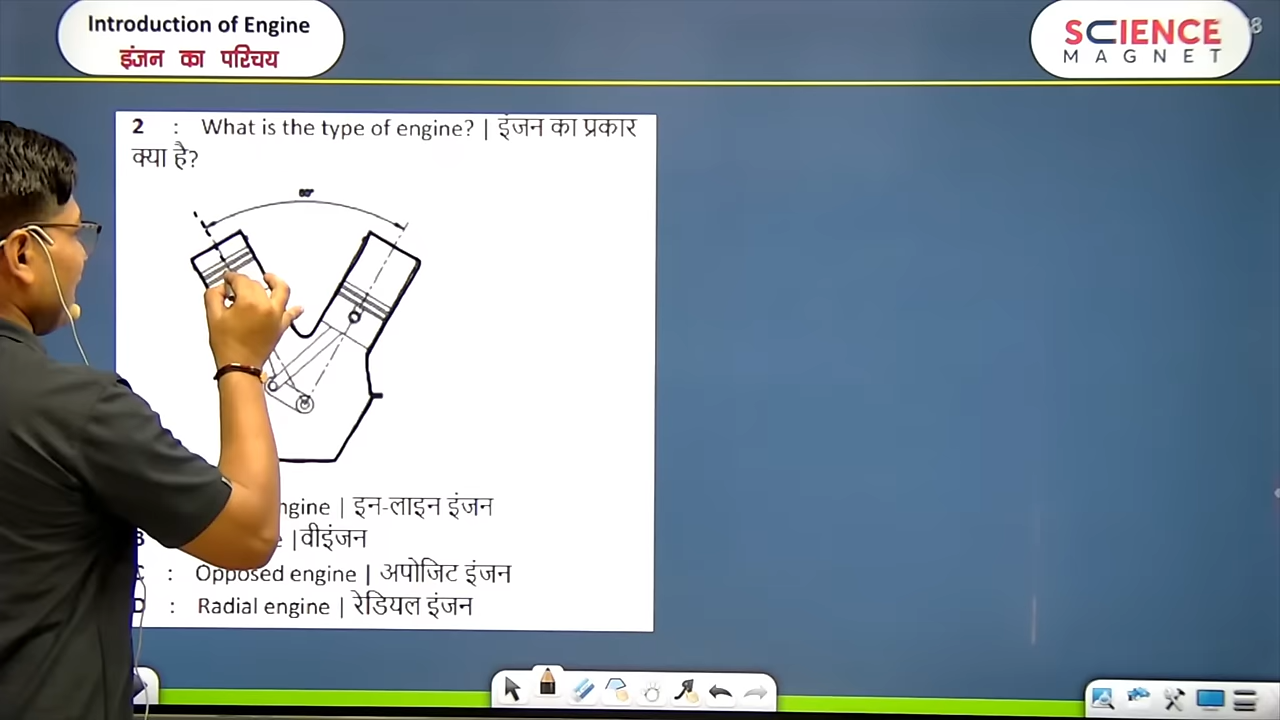 Introduction of Engine
इंजन का परिचय
SCIENCE
MAGNET
8
2 : What is the type of engine? | इंजन का प्रकार
क्या है?
ngine | इन-लाइन इंजन
B e | वीइंजन
C : Opposed engine | अपोजिट इंजन
D : Radial engine | रेडियल इंजन